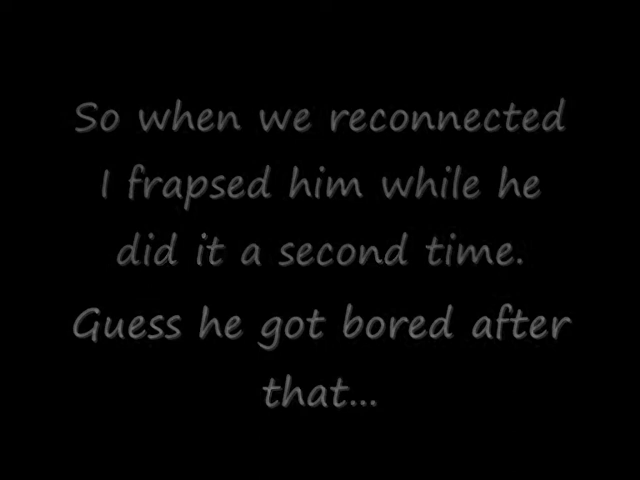 So when we reconnected
I frapsed him while he
did it a second time.
Guess he got bored after
that...